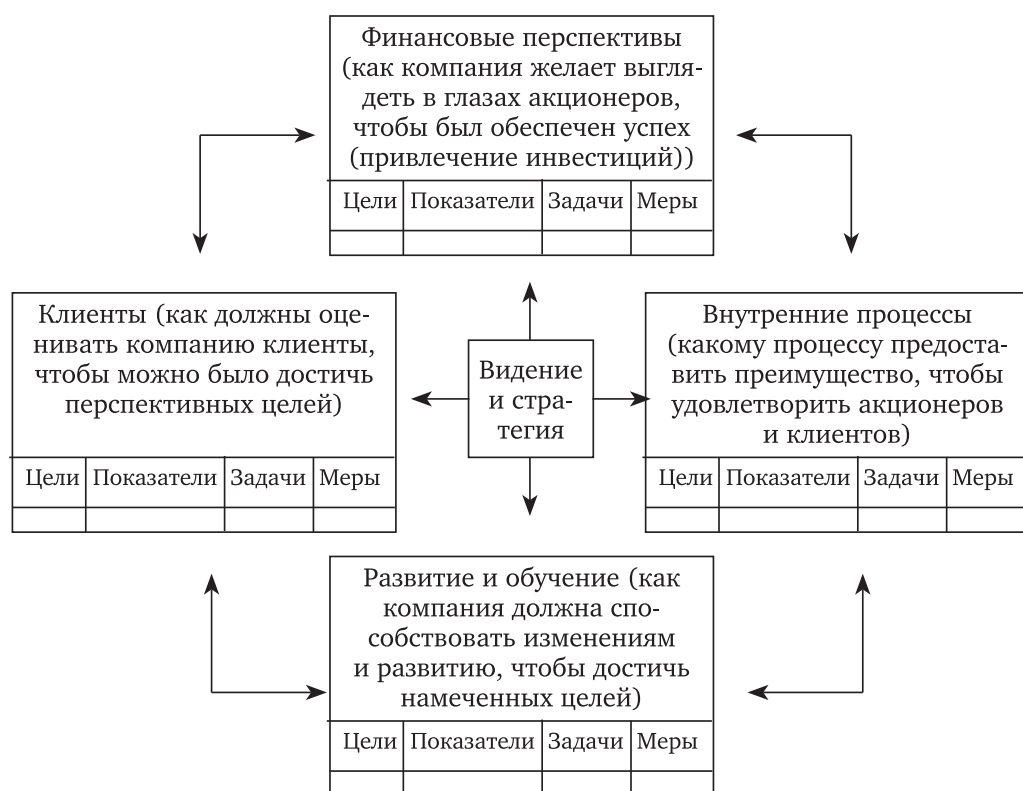 Финансовые перспективы
(как компания желает выгля-
деть в глазах акционеров,
чтобы был обеспечен успех
(привлечение инвестиций))
Цели Показатели Задачи Меры
Клиенты (как должны оце-
нивать компанию клиенты,
чтобы можно было достичь
перспективных целей)
Цели Показатели Задачи Меры
Видение
и стра-
тегия
Внутренние процессы
(какому процессу предоста-
вить преимущество, чтобы
удовлетворить акционеров
и клиентов)
Цели Показатели Задачи Меры
Развитие и обучение (как
компания должна спо-
собствовать изменениям
и развитию, чтобы достичь
намеченных целей)
Цели Показатели Задачи Меры